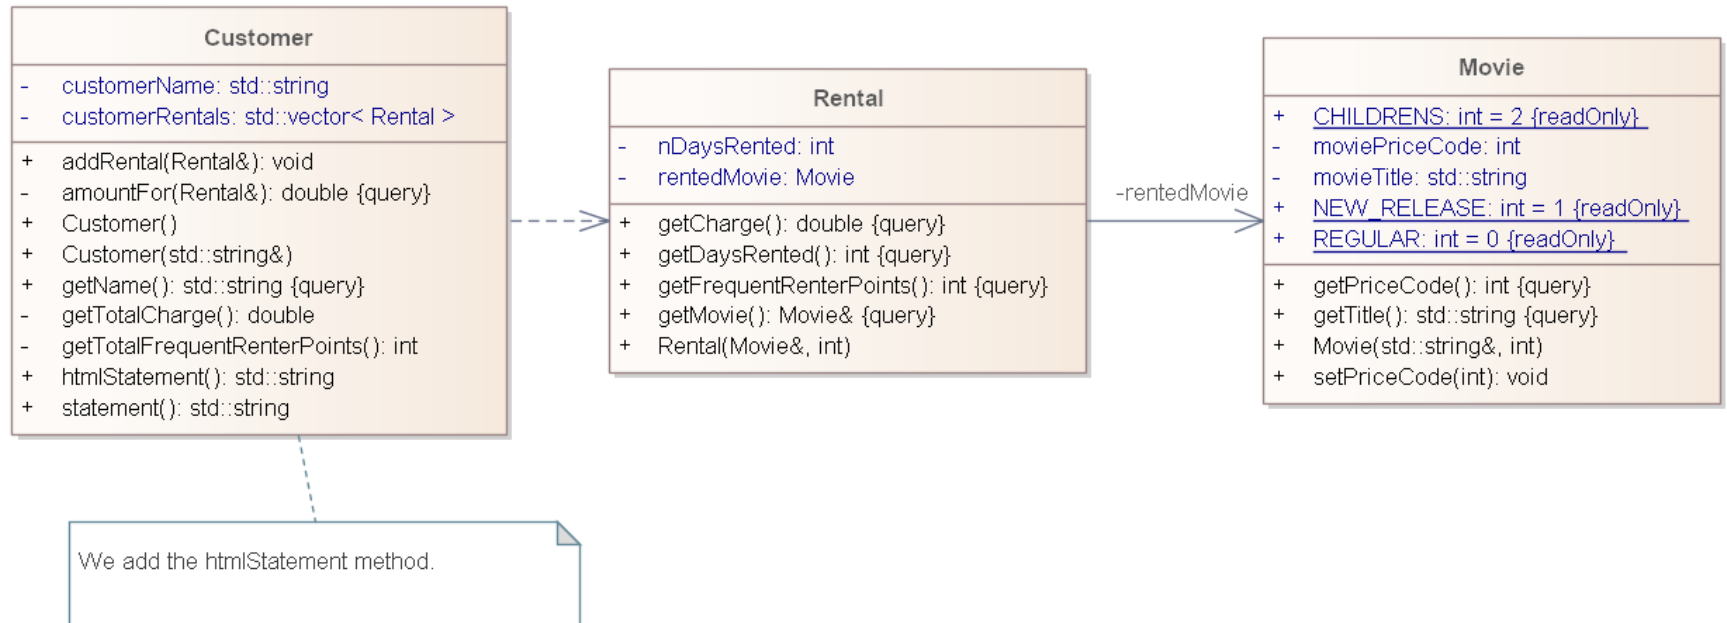 Customer
- customerName: std::string
- customerRentals: std::vector< Rental >
+ addRental(Rental&): void
- amountFor(Rental&): double {query}
+ Customer()
+ Customer(std::string&)
+ getName(): std::string {query}
- getTotalCharge(): double
- getTotalFrequentRenterPoints(): int
+ htmlStatement(): std::string
+ statement(): std::string
Rental
- nDaysRented: int
- rentedMovie: Movie
+ getCharge(): double {query}
+ getDaysRented(): int {query}
+ getFrequentRenterPoints(): int {query}
+ getMovie(): Movie& {query}
+ Rental(Movie&, int)
-rentedMovie
Movie
+ CHILDRENS: int = 2 {readOnly}
- moviePriceCode: int
- movieTitle: std::string
+ NEW_RELEASE: int = 1 {readOnly}
+ REGULAR: int = 0 {readOnly}
+ getPriceCode(): int {query}
+ getTitle(): std::string {query}
+ Movie(std::string&, int)
+ setPriceCode(int): void
We add the htmlStatement method.